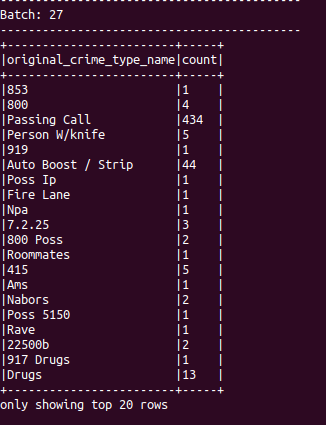 -------------------------------------------
Batch: 27
-------------------------------------------
+------------------------+-----+
|original_crime_type_name|count|
+------------------------+-----+
|853                     |1    |
|800                     |4    |
|Passing Call            |434  |
|Person W/knife          |5    |
|919                     |1    |
|Auto Boost / Strip      |44   |
|Poss Ip                 |1    |
|Fire Lane               |1    |
|Npa                     |1    |
|7.2.25                  |3    |
|800 Poss                |2    |
|Roommates               |1    |
|415                     |5    |
|Ams                     |1    |
|Nabors                  |2    |
|Poss 5150               |1    |
|Rave                    |1    |
|22500b                  |2    |
|917 Drugs               |1    |
|Drugs                   |13   |
+------------------------+-----+
only showing top 20 rows